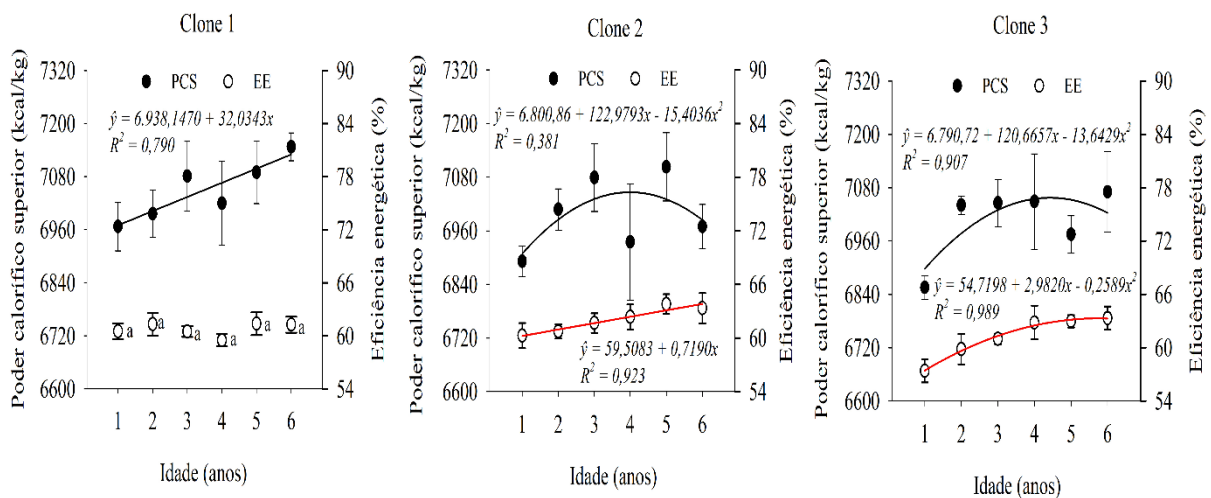 Clone 1
Poder calorífico superior (kcal/kg)
7320
7200
7080
6960
6840
6720
6600
PCS EE
ŷ = 6.938,1470 + 32,0343x
R² = 0,790
a a a a a a
90
84
78
72
66
60
54
Eficiência energética (%)
1 2 3 4 5 6
Idade (anos)
Clone 2
Poder calorífico superior (kcal/kg)
7320
7200
7080
6960
6840
6720
6600
PCS EE
ŷ = 6.800,86 + 122,9793x - 15,4036x²
R² = 0,381
ŷ = 59,5083 + 0,7190x
R² = 0,923
90
84
78
72
66
60
54
Eficiência energética (%)
1 2 3 4 5 6
Idade (anos)
Clone 3
Poder calorífico superior (kcal/kg)
7320
7200
7080
6960
6840
6720
6600
PCS EE
ŷ = 6.790,72 + 120,6657x - 13,6429x²
R² = 0,907
ŷ = 54,7198 + 2,9820x - 0,2589x²
R² = 0,989
90
84
78
72
66
60
54
Eficiência energética (%)
1 2 3 4 5 6
Idade (anos)